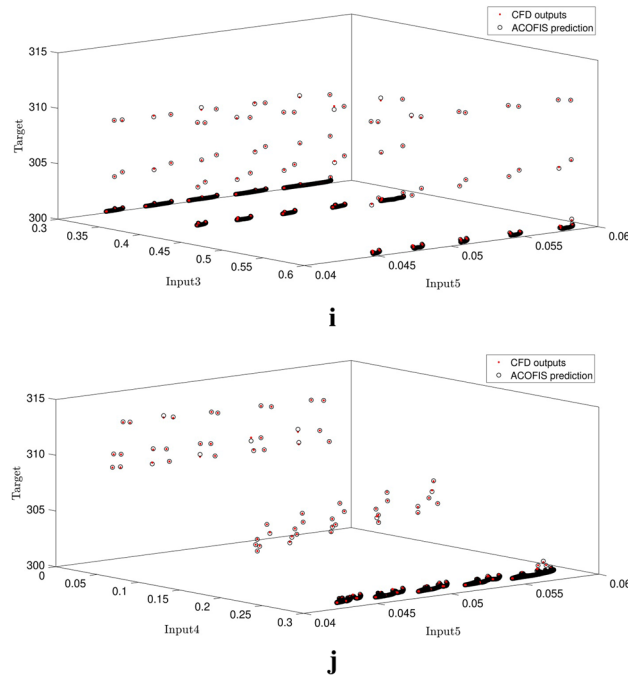 CFD outputs
ACOFIS prediction
315
310
305
300
Target
0.3
0.35
0.4
0.45
0.5
0.55
0.6
Input3
0.04
0.045
0.05
0.055
0.06
Input5
i
CFD outputs
ACOFIS prediction
315
310
305
300
Target
0
0.05
0.1
0.15
0.2
0.25
0.3
Input4
0.04
0.045
0.05
0.055
0.06
Input5
j